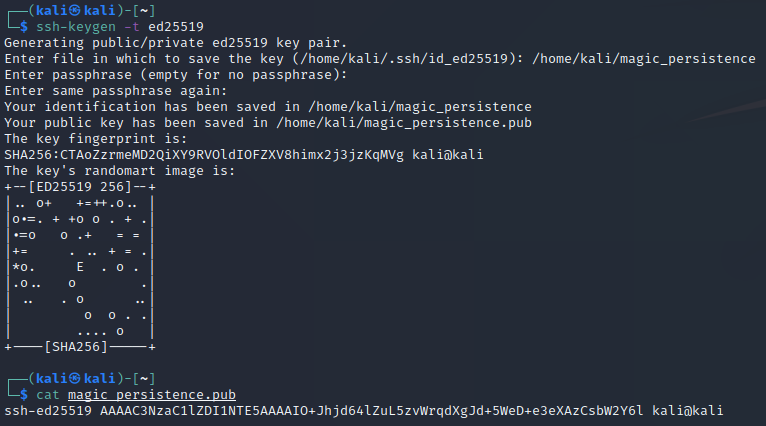 ┌──(kali㉿kali)-[~]
└─$ ssh-keygen -t ed25519
Generating public/private ed25519 key pair.
Enter file in which to save the key (/home/kali/.ssh/id_ed25519): /home/kali/magic_persistence
Enter passphrase (empty for no passphrase):
Enter same passphrase again:
Your identification has been saved in /home/kali/magic_persistence
Your public key has been saved in /home/kali/magic_persistence.pub
The key fingerprint is:
SHA256:CTAoZzrmeMD2QiXY9RVOldIOFZXV8himx2j3jzKqMVg kali@kali
The key's randomart image is:
+--[ED25519 256]--+
|.. o+   +=++.o.. |
|o*=. + +o o . + .|
|*=o   o .+   = = |
|+=     . .. + = .|
|*o.     E  . o . |
|.o..   o        .|
| ..   . o      ..|
|         o  o . .|
|        .... o   |
+----[SHA256]-----+
┌──(kali㉿kali)-[~]
└─$ cat magic_persistence.pub
ssh-ed25519 AAAAC3NzaC1lZDI1NTE5AAAAIO+Jhjd64lZuL5zvWrqdXgJd+5WeD+e3eXAzCsbW2Y6l kali@kali